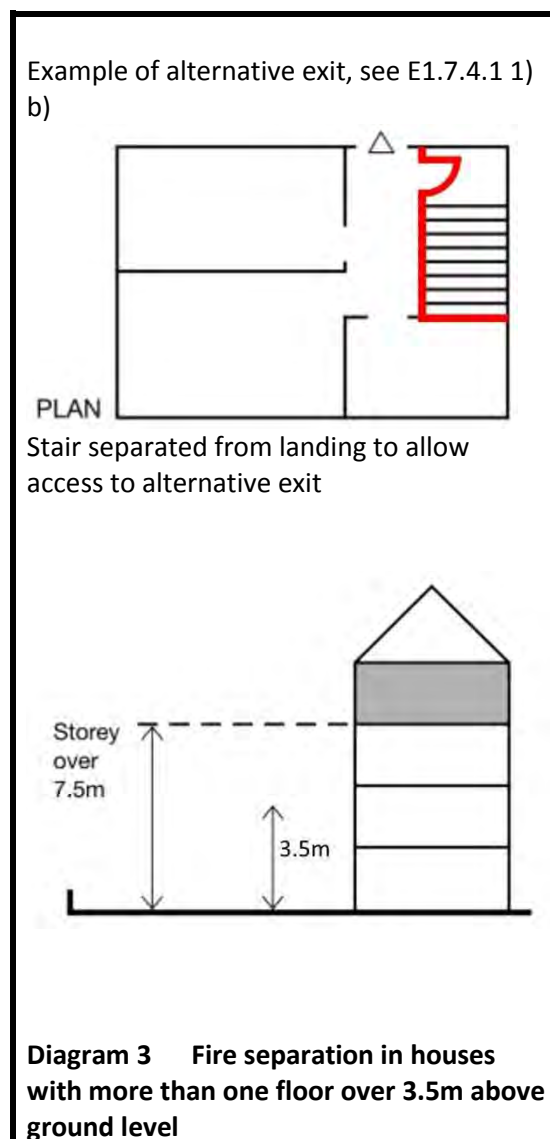 Example of alternative exit, see E1.7.4.1 1)
b)
PLAN
Stair separated from landing to allow
access to alternative exit
Storey
over
7.5m
3.5m
Diagram 3 Fire separation in houses
with more than one floor over 3.5m above
ground level